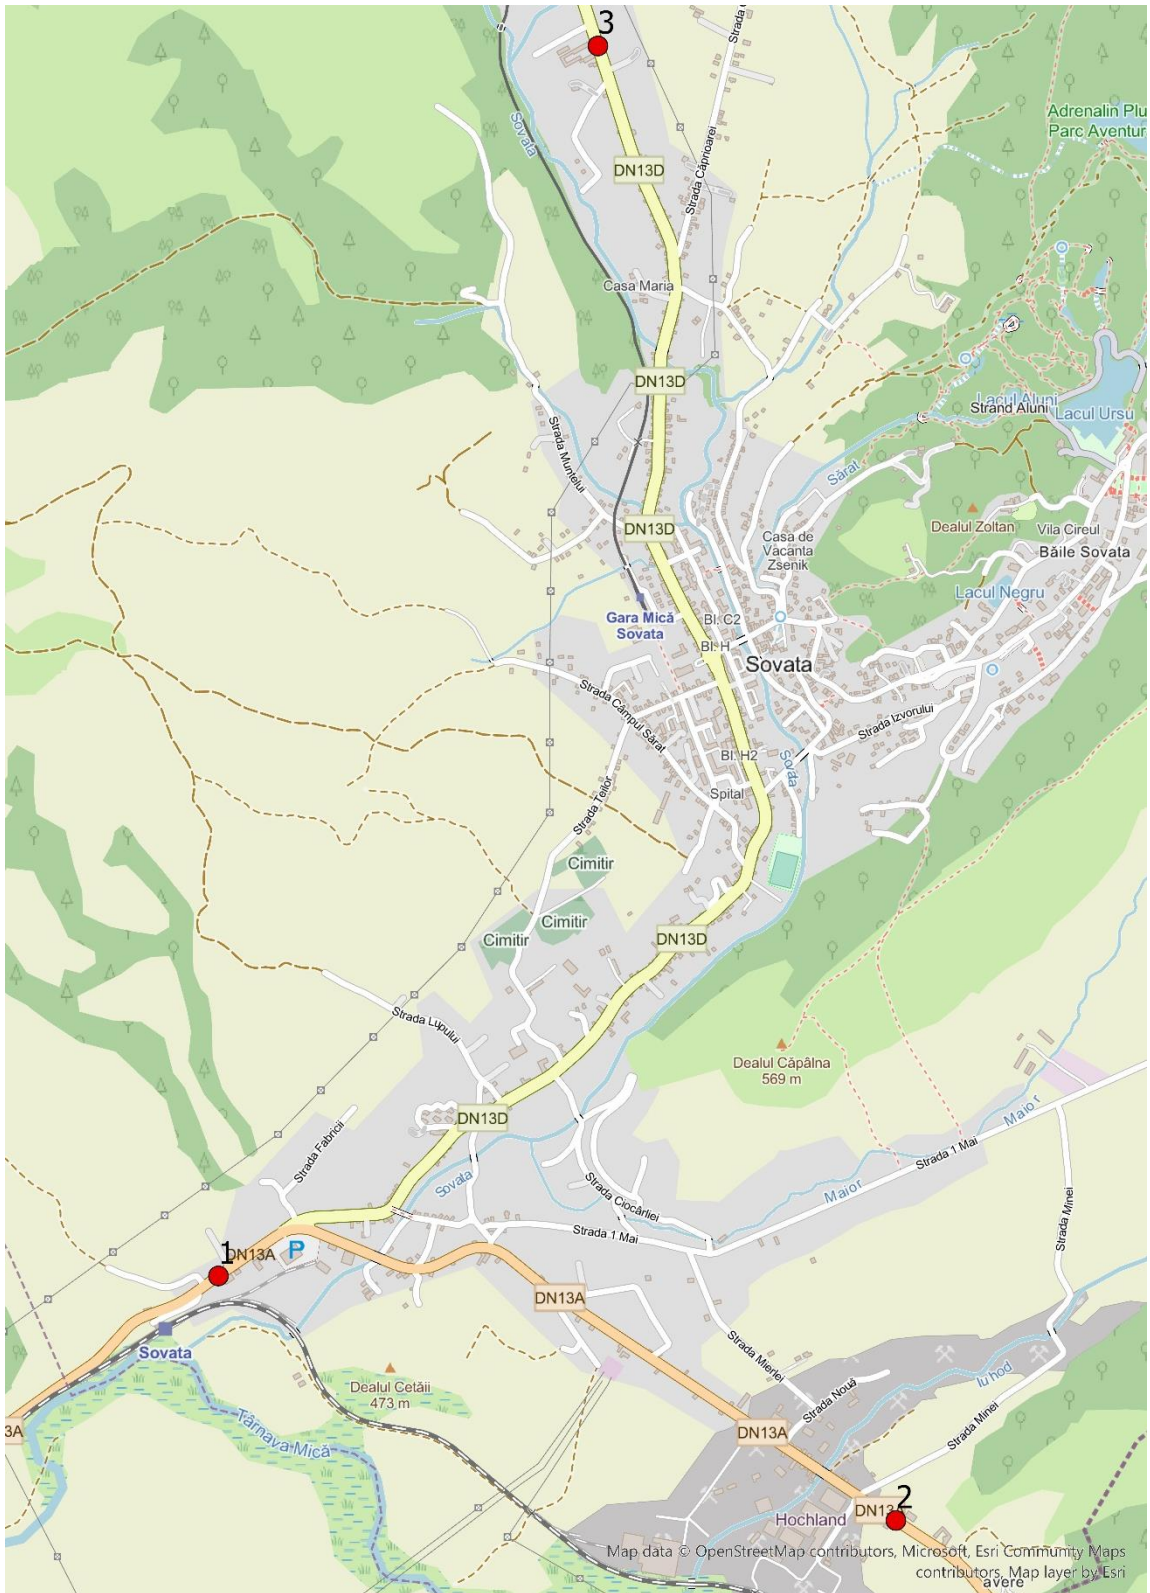 3
Strada C
Adrenalin Plu
Parc Aventur
Sovata
DN13D
Strada Căprioarei
Casa Maria
DN13D
Lacul Aluni
Strand Aluni
Lacul Ursu
Strada Muntelui
Sărat
Dealul Zoltan
Vila Cireul
DN13D
Casa de
Vacanta
Zsenik
Băile Sovata
Lacul Negru
Gara Mică
Sovata
Bl. C2
Bl. H
Sovata
Strada Câmpul Sărat
Strada Izvorului
Bl. H2
Sovata
Spital
Strada Teilor
Cimitir
Cimitir
Cimitir
DN13D
Strada Lupului
Dealul Căpâlna
569 m
Maior
DN13D
Strada Fabricii
Strada 1 Mai
Sovata
Maior
Strada Ciocârliei
Strada Minei
Strada 1 Mai
1
DN13A
P
DN13A
Sovata
Strada Mierlei
Iuhod
Dealul Cetăii
473 m
Strada Nouă
Strada Minei
Târnava Mică
3A
DN13A
2
DN13A
Hochland
Map data © OpenStreetMap contributors, Microsoft, Esri Community Maps
contributors, Map layer by Esri
avere